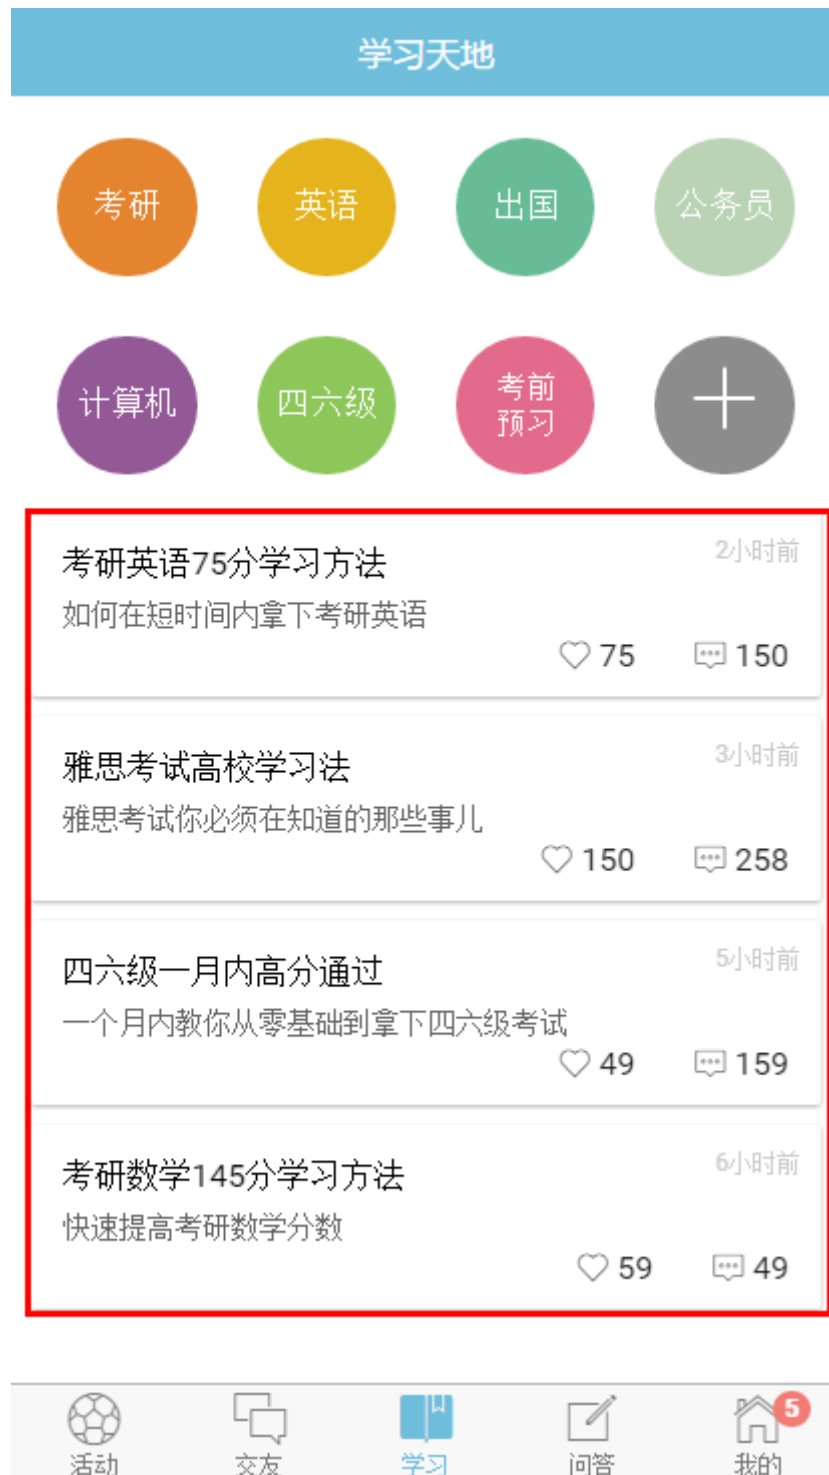 学习天地
考研
英语
出国
公务员
计算机
四六级
考前
预习
考研英语75分学习方法
2小时前
如何在短时间内拿下考研英语
75
150
雅思考试高校学习法
3小时前
雅思考试你必须在知道的那些事儿
150
258
四六级一月内高分通过
5小时前
一个月内教你从零基础到拿下四六级考试
49
159
考研数学145分学习方法
6小时前
快速提高考研数学分数
59
49
5
活动
交友
学习
问答
我的